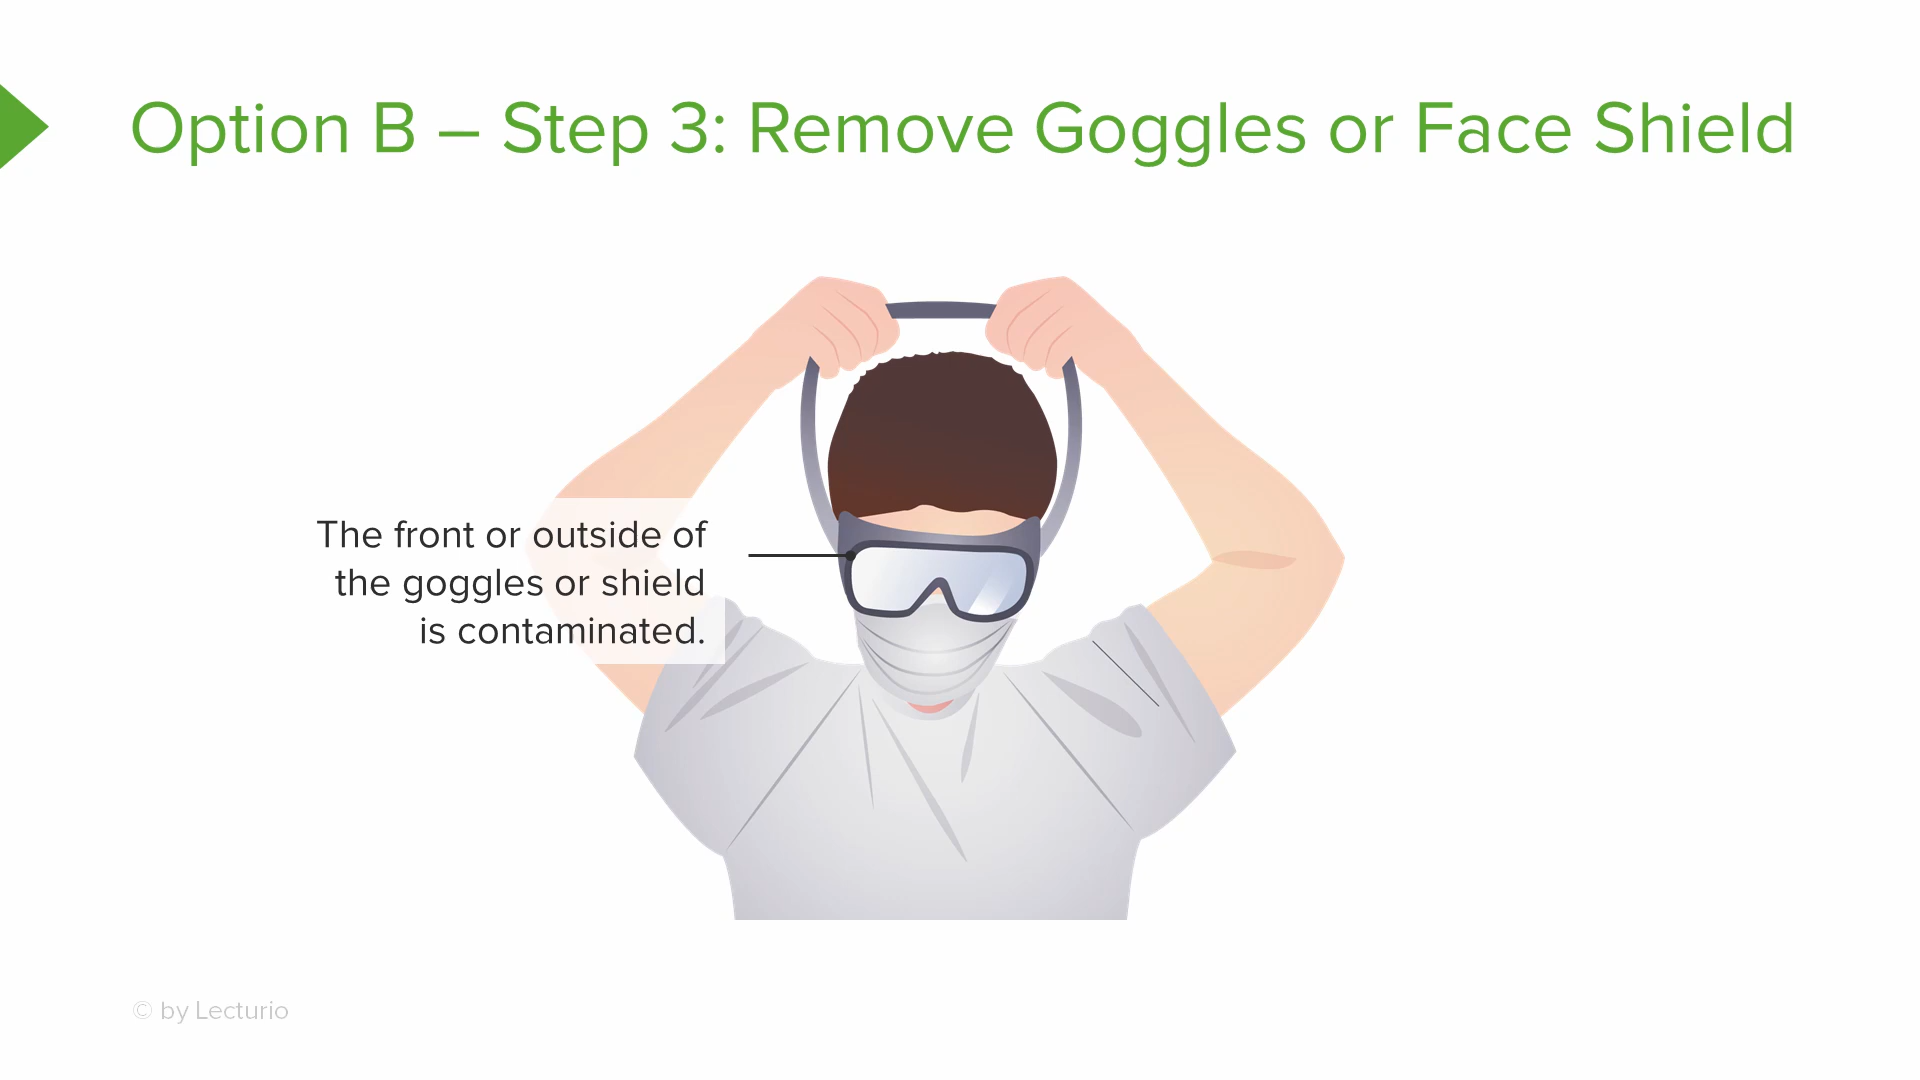 Option B – Step 3: Remove Goggles or Face Shield
The front or outside of
the goggles or shield
is contaminated.
© by Lecturio